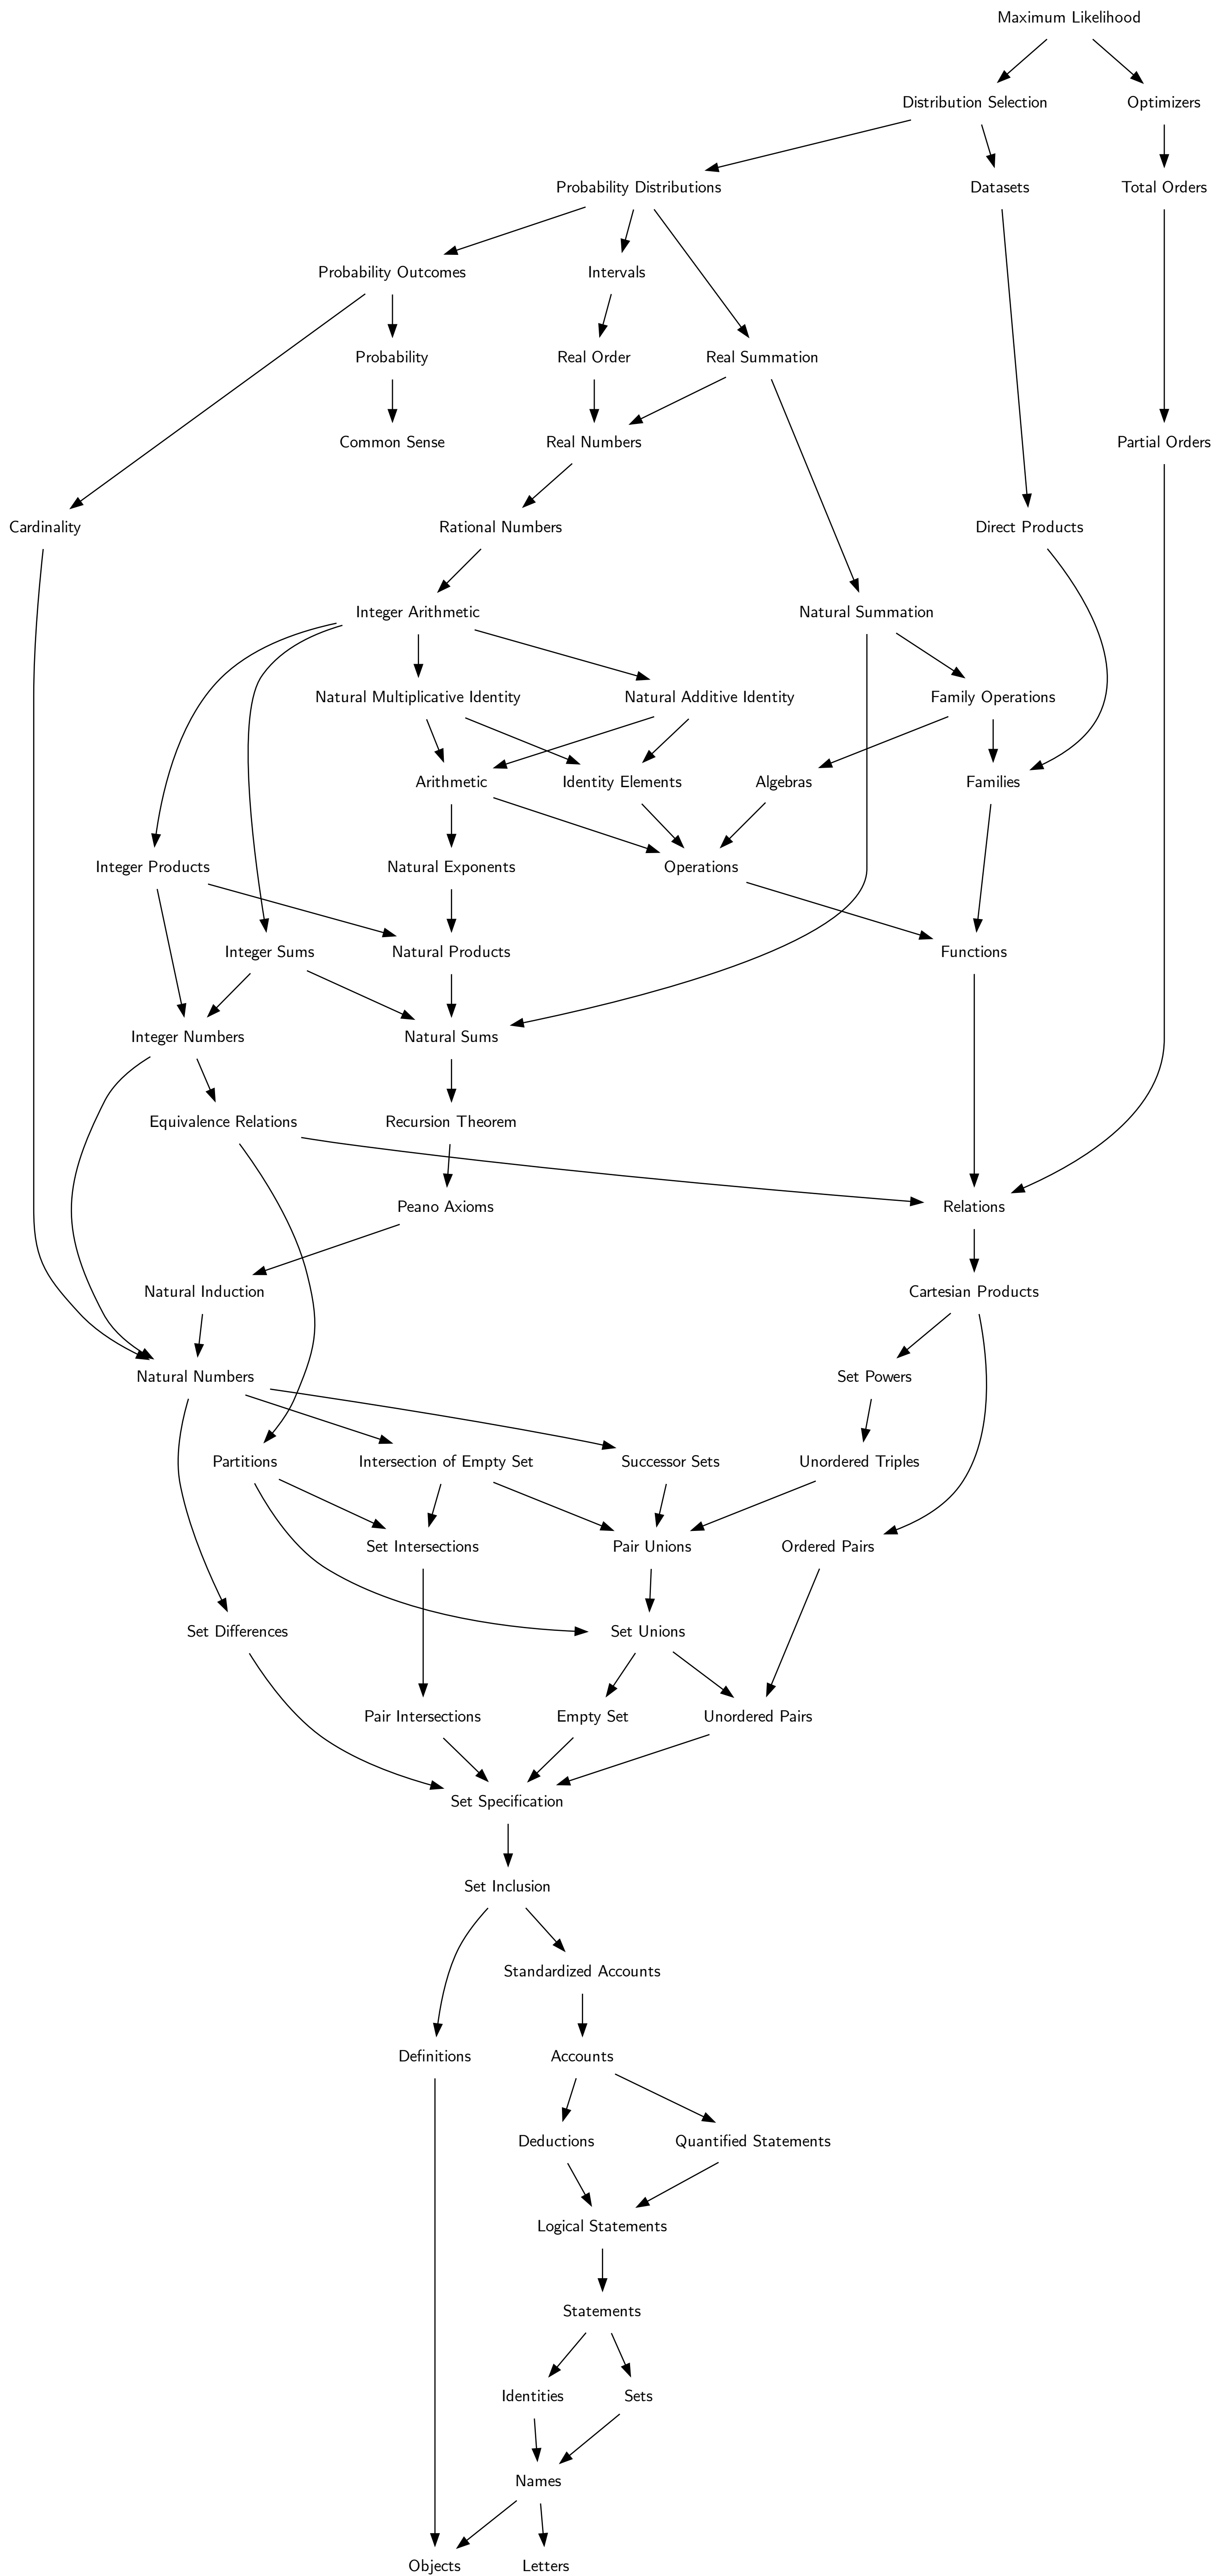 Maximum Likelihood
Distribution Selection
Optimizers
Probability Distributions
Datasets
Total Orders
Probability Outcomes
Intervals
Probability
Real Order
Real Summation
Common Sense
Real Numbers
Partial Orders
Cardinality
Rational Numbers
Direct Products
Integer Arithmetic
Natural Summation
Natural Multiplicative Identity
Natural Additive Identity
Family Operations
Arithmetic
Identity Elements
Algebras
Families
Integer Products
Natural Exponents
Operations
Integer Sums
Natural Products
Functions
Integer Numbers
Natural Sums
Equivalence Relations
Recursion Theorem
Peano Axioms
Relations
Natural Induction
Cartesian Products
Natural Numbers
Set Powers
Partitions
Intersection of Empty Set
Successor Sets
Unordered Triples
Set Intersections
Pair Unions
Ordered Pairs
Set Differences
Set Unions
Pair Intersections
Empty Set
Unordered Pairs
Set Specification
Set Inclusion
Standardized Accounts
Definitions
Accounts
Deductions
Quantified Statements
Logical Statements
Statements
Identities
Sets
Names
Objects
Letters